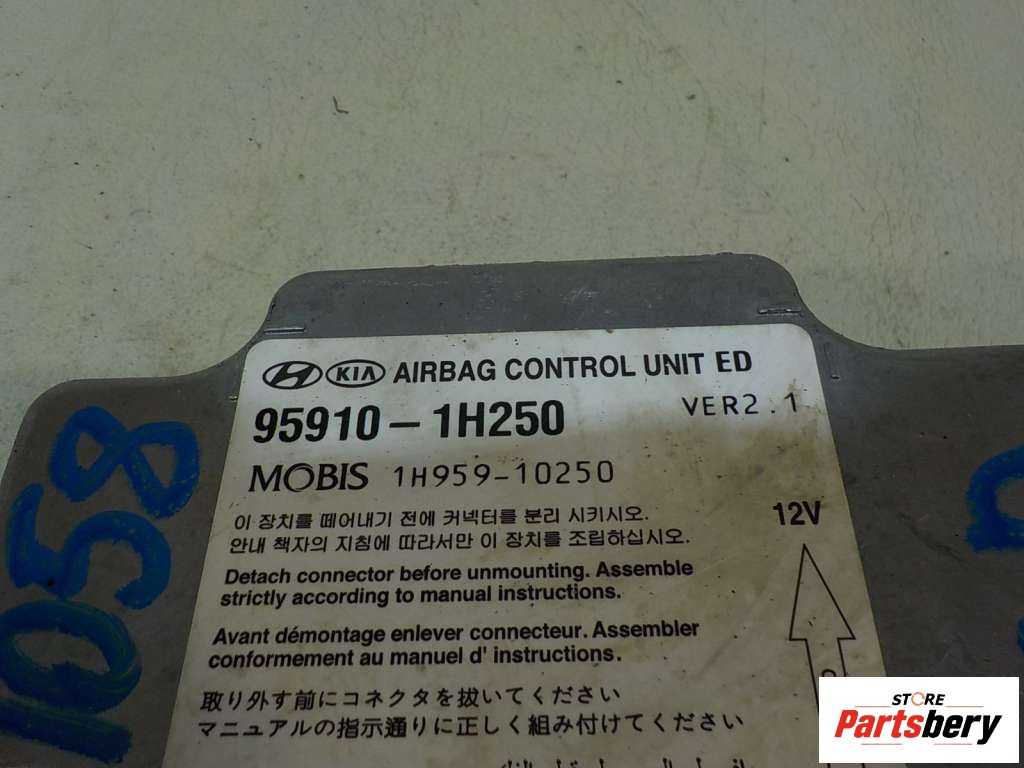 HYUNDAI KIA AIRBAG CONTROL UNIT ED
95910-1H250 VER2.1
MOBIS 1H959-10250
이 장치를 떼어내기 전에 커넥터를 분리 시키시오.
안내 책자의 지침에 따라서만 이 장치를 조립하십시오.
12V
Detach connector before unmounting. Assemble
strictly according to manual instructions.
Avant démontage enlever connecteur. Assembler
conformement au manuel d' instructions.
取り外す前にコネクタを抜いてください
マニュアルの指示通りに正しく組み付けてください
1058
STORE
Partsbery